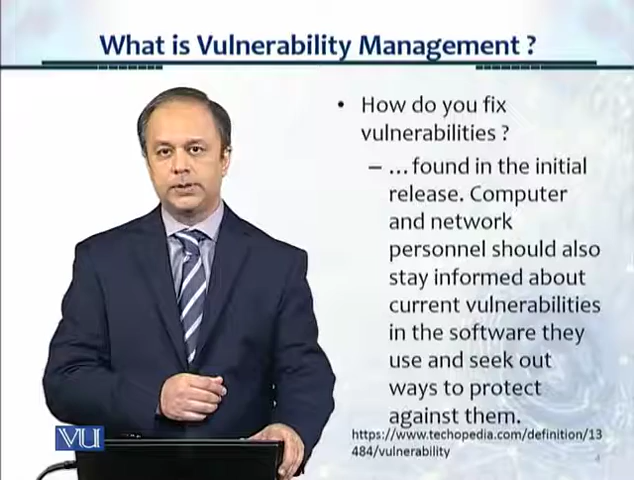 What is Vulnerability Management ?
• How do you fix
vulnerabilities ?
– ...found in the initial
release. Computer
and network
personnel should also
stay informed about
current vulnerabilities
in the software they
use and seek out
ways to protect
against them.
https://www.techopedia.com/definition/13
484/vulnerability
4
VU